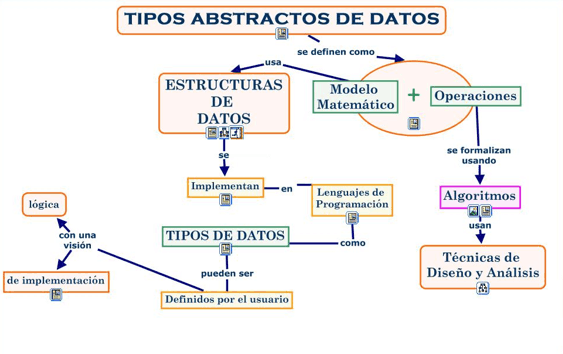 TIPOS ABSTRACTOS DE DATOS
se definen como
usa
ESTRUCTURAS
DE
DATOS
Modelo
Matemático
+
Operaciones
se
se formalizan
usando
Implementan
en
Lenguajes de
Programación
Algoritmos
lógica
con una
visión
TIPOS DE DATOS
como
usan
pueden ser
Técnicas de
Diseño y Análisis
de implementación
Definidos por el usuario